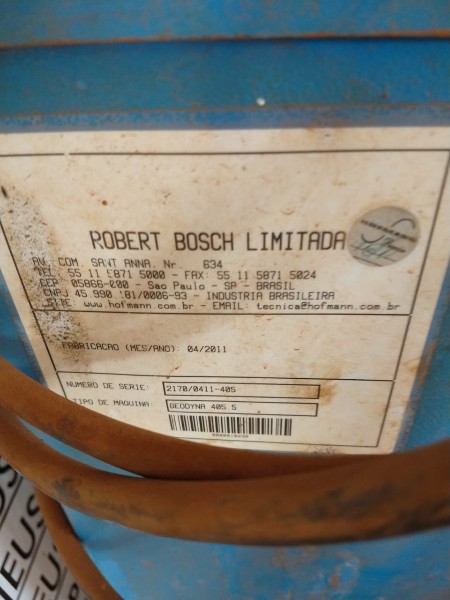 ROBERT BOSCH LIMITADA
AV. COM. SANT ANNA. Nr. 634
TEL: 55 11 5871 5000 - FAX: 55 11 5871 5024
CEP: 05866-000 - Sao Paulo - SP - BRASIL
CNPJ 45 990 181/0006-93 - INDUSTRIA BRASILEIRA
SITE: www.hofmann.com.br - EMAIL: tecnica@hofmann.com.br
FABRICACAO (MES/ANO): 04/2011
NUMERO DE SERIE: 2170/0411-405
TIPO DE MAQUINA: GEODYNA 405 S